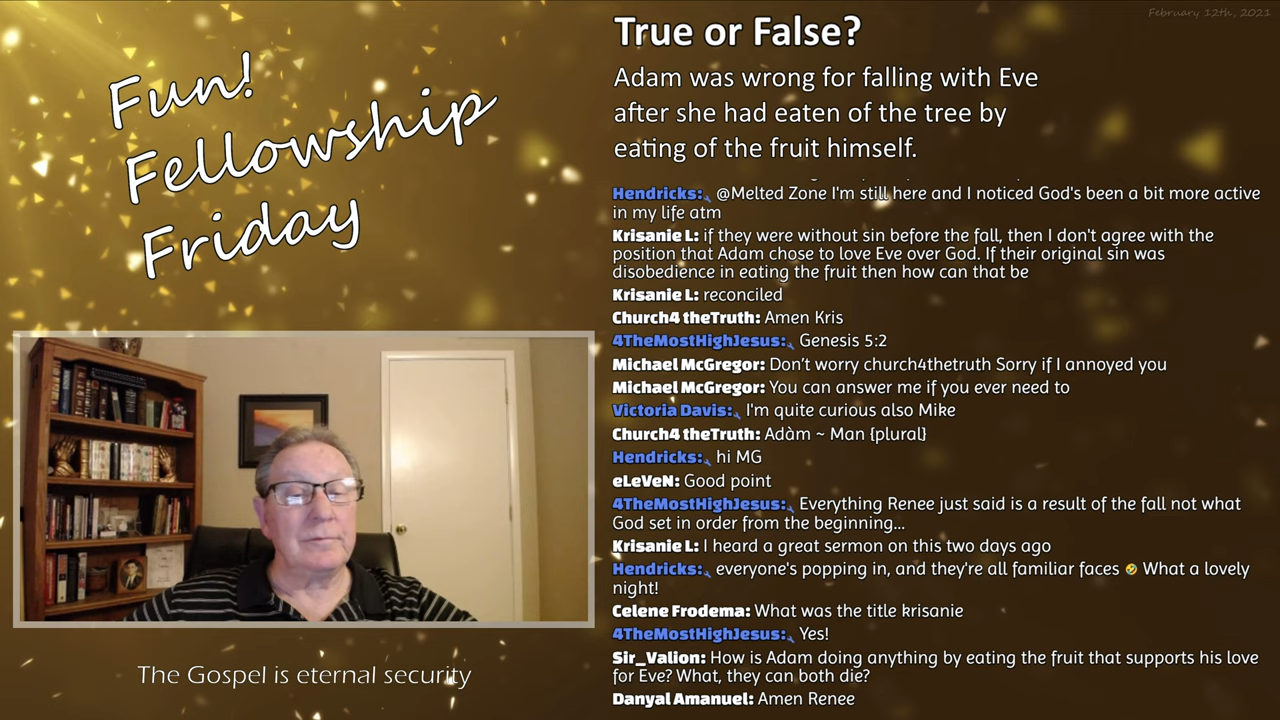 February 12th, 2021
Fun!
Fellowship
Friday
The Gospel is eternal security
True or False?
Adam was wrong for falling with Eve
after she had eaten of the tree by
eating of the fruit himself.
Hendricks: @Melted Zone I'm still here and I noticed God's been a bit more active
in my life atm
Krisanie L: if they were without sin before the fall, then I don't agree with the
position that Adam chose to love Eve over God. If their original sin was
disobedience in eating the fruit then how can that be
Krisanie L: reconciled
Church4 theTruth: Amen Kris
4TheMostHighJesus: Genesis 5:2
Michael McGregor: Don't worry church4thetruth Sorry if I annoyed you
Michael McGregor: You can answer me if you ever need to
Victoria Davis: I'm quite curious also Mike
Church4 theTruth: Adàm ~ Man {plural}
Hendricks: hi MG
eLeVeN: Good point
4TheMostHighJesus: Everything Renee just said is a result of the fall not what
God set in order from the beginning...
Krisanie L: I heard a great sermon on this two days ago
Hendricks: everyone's popping in, and they're all familiar faces 🤣 What a lovely
night!
Celene Frodema: What was the title krisanie
4TheMostHighJesus: Yes!
Sir_Valion: How is Adam doing anything by eating the fruit that supports his love
for Eve? What, they can both die?
Danyal Amanuel: Amen Renee